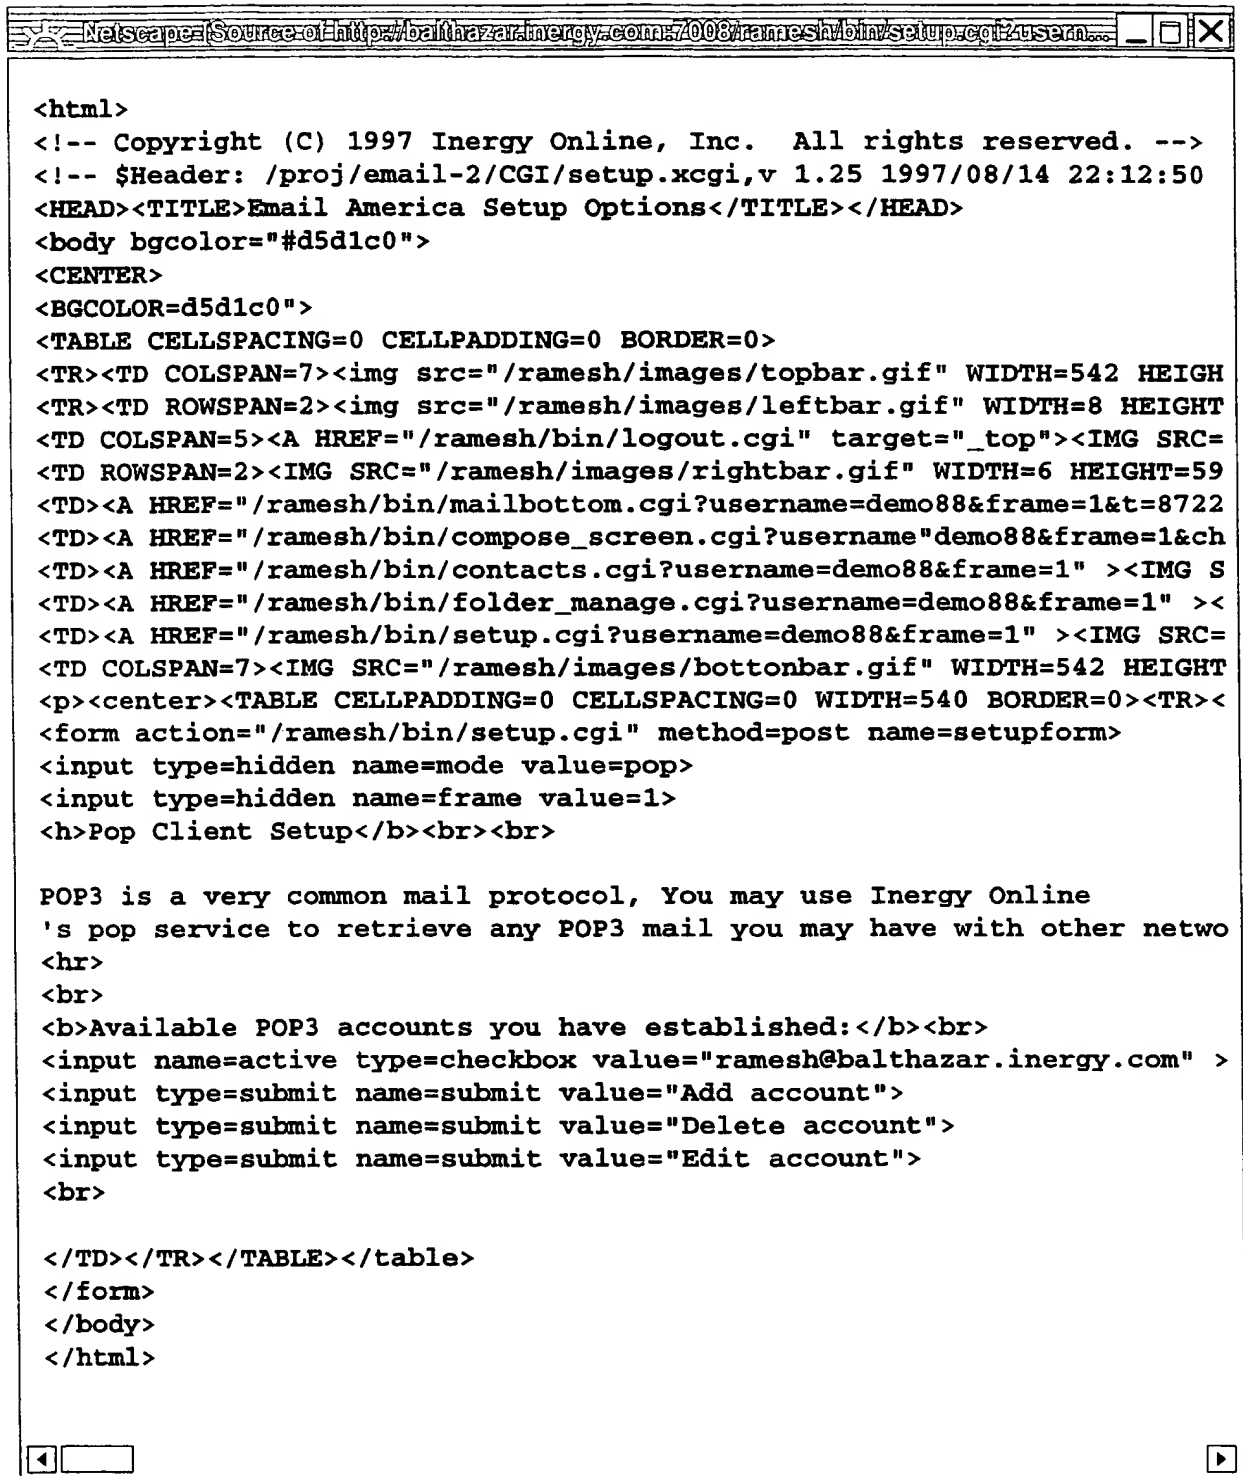 Netscape-[Source of http://balthazar.inergy.com:7008/ramesh/bin/setup.cgi?usern...
<html>
<!-- Copyright (C) 1997 Inergy Online, Inc.  All rights reserved. -->
<!-- $Header: /proj/email-2/CGI/setup.xcgi,v 1.25 1997/08/14 22:12:50
<HEAD><TITLE>Email America Setup Options</TITLE></HEAD>
<body bgcolor="#d5d1c0">
<CENTER>
<BGCOLOR=d5d1c0">
<TABLE CELLSPACING=0 CELLPADDING=0 BORDER=0>
<TR><TD COLSPAN=7><img src="/ramesh/images/topbar.gif" WIDTH=542 HEIGH
<TR><TD ROWSPAN=2><img src="/ramesh/images/leftbar.gif" WIDTH=8 HEIGHT
<TD COLSPAN=5><A HREF="/ramesh/bin/logout.cgi" target="_top"><IMG SRC=
<TD ROWSPAN=2><IMG SRC="/ramesh/images/rightbar.gif" WIDTH=6 HEIGHT=59
<TD><A HREF="/ramesh/bin/mailbottom.cgi?username=demo88&frame=1&t=8722
<TD><A HREF="/ramesh/bin/compose_screen.cgi?username"demo88&frame=1&ch
<TD><A HREF="/ramesh/bin/contacts.cgi?username=demo88&frame=1" ><IMG S
<TD><A HREF="/ramesh/bin/folder_manage.cgi?username=demo88&frame=1" ><
<TD><A HREF="/ramesh/bin/setup.cgi?username=demo88&frame=1" ><IMG SRC=
<TD COLSPAN=7><IMG SRC="/ramesh/images/bottonbar.gif" WIDTH=542 HEIGHT
<p><center><TABLE CELLPADDING=0 CELLSPACING=0 WIDTH=540 BORDER=0><TR><
<form action="/ramesh/bin/setup.cgi" method=post name=setupform>
<input type=hidden name=mode value=pop>
<input type=hidden name=frame value=1>
<h>Pop Client Setup</b><br><br>
POP3 is a very common mail protocol, You may use Inergy Online
's pop service to retrieve any POP3 mail you may have with other netwo
<hr>
<br>
<b>Available POP3 accounts you have established:</b><br>
<input name=active type=checkbox value="ramesh@balthazar.inergy.com" >
<input type=submit name=submit value="Add account">
<input type=submit name=submit value="Delete account">
<input type=submit name=submit value="Edit account">
<br>
</TD></TR></TABLE></table>
</form>
</body>
</html>